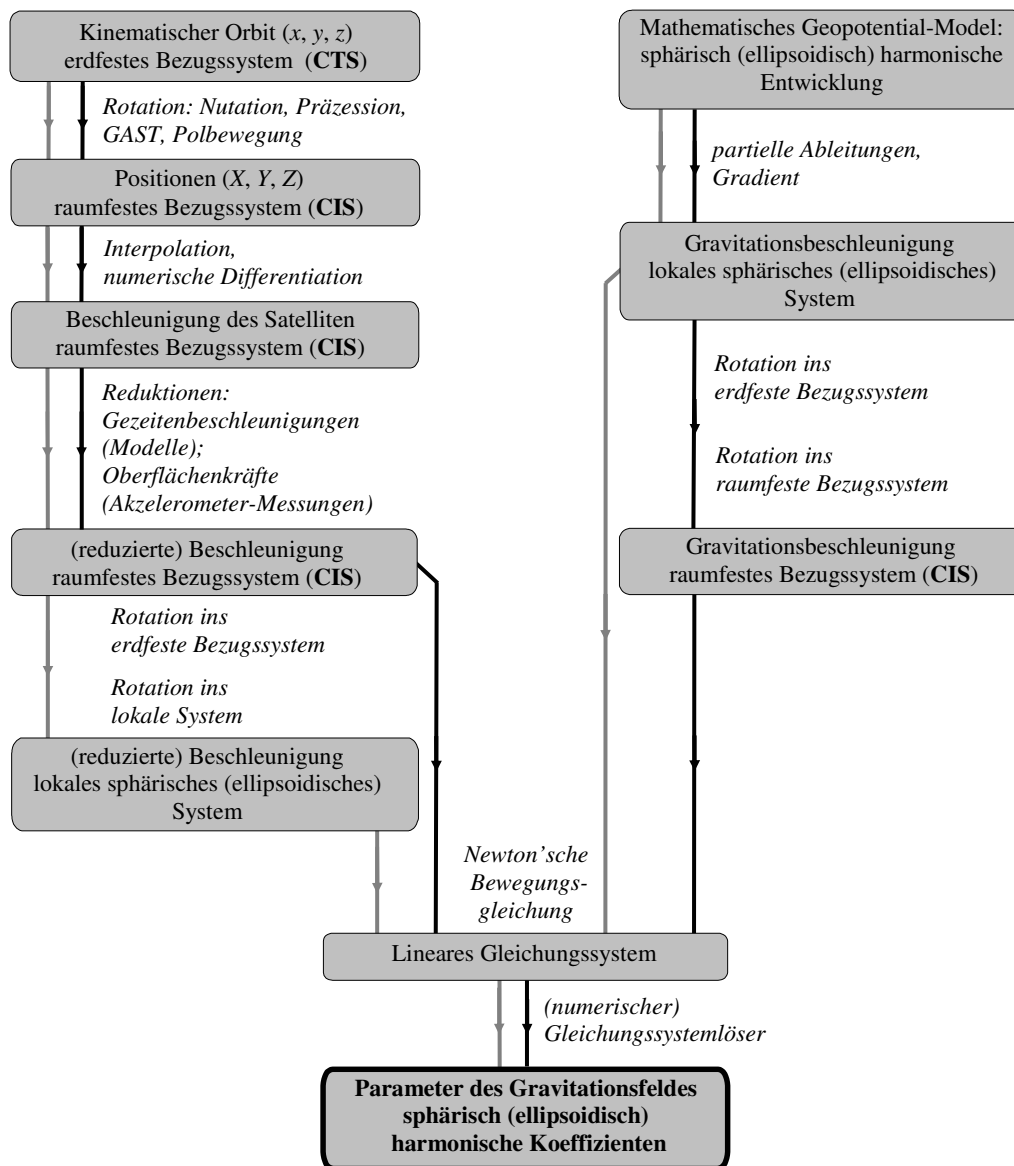 Kinematischer Orbit (x, y, z)
erdfestes Bezugssystem (CTS)
Rotation: Nutation, Präzession,
GAST, Polbewegung
Positionen (X, Y, Z)
raumfestes Bezugssystem (CIS)
Interpolation,
numerische Differentiation
Beschleunigung des Satelliten
raumfestes Bezugssystem (CIS)
Reduktionen:
Gezeitenbeschleunigungen
(Modelle);
Oberflächenkräfte
(Akzelerometer-Messungen)
(reduzierte) Beschleunigung
raumfestes Bezugssystem (CIS)
Rotation ins
erdfeste Bezugssystem
Rotation ins
lokale System
(reduzierte) Beschleunigung
lokales sphärisches (ellipsoidisches)
System
Mathematisches Geopotential-Model:
sphärisch (ellipsoidisch) harmonische
Entwicklung
partielle Ableitungen,
Gradient
Gravitationsbeschleunigung
lokales sphärisches (ellipsoidisches)
System
Rotation ins
erdfeste Bezugssystem
Rotation ins
raumfeste Bezugssystem
Gravitationsbeschleunigung
raumfestes Bezugssystem (CIS)
Newton'sche
Bewegungs-
gleichung
Lineares Gleichungssystem
(numerischer)
Gleichungssystemlöser
Parameter des Gravitationsfeldes
sphärisch (ellipsoidisch)
harmonische Koeffizienten